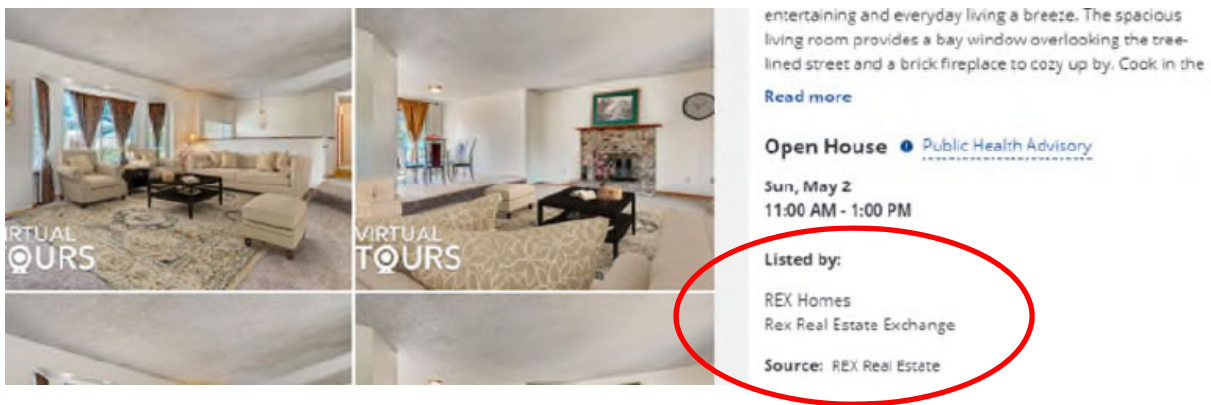 entertaining and everyday living a breeze. The spacious
living room provides a bay window overlooking the tree-
lined street and a brick fireplace to cozy up by. Cook in the
Read more
Open House Public Health Advisory
Sun, May 2
11:00 AM - 1:00 PM
Listed by:
REX Homes
Rex Real Estate Exchange
Source: REX Real Estate
RTUAL
OURS
VIRTUAL
TOURS